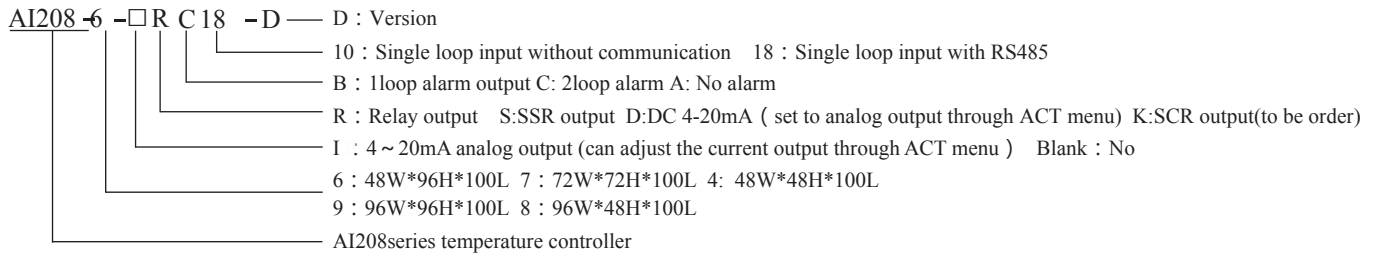 AI208-6-□RC18-D D：Version
10：Single loop input without communication 18：Single loop input with RS485
B：1loop alarm output C: 2loop alarm A: No alarm
R：Relay output S:SSR output D:DC 4-20mA（set to analog output through ACT menu) K:SCR output(to be order)
I ：4～20mA analog output (can adjust the current output through ACT menu） Blank：No
6：48W*96H*100L 7：72W*72H*100L 4: 48W*48H*100L
9：96W*96H*100L 8：96W*48H*100L
AI208series temperature controller